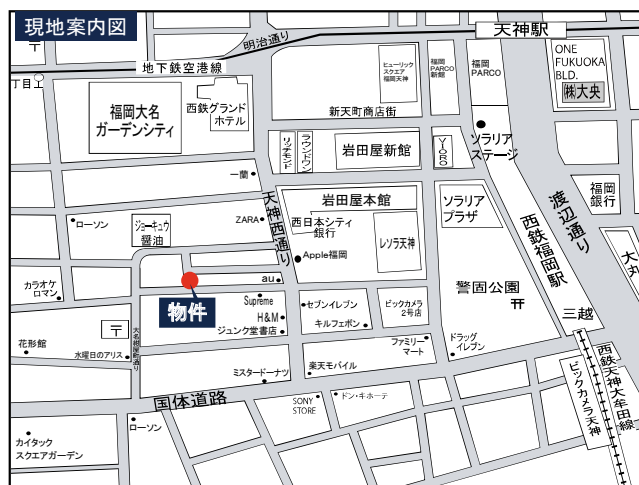 現地案内図
天神駅
明治通り
地下鉄空港線
丁目
ヒューリック
スクエア
福岡天神
福岡
PARCO
新館
福岡
PARCO
ONE
FUKUOKA
BLD.
㈱大央
福岡大名
ガーデンシティ
西鉄グランド
ホテル
新天町商店街
リッチモンド
ラウンドワン
岩田屋新館
VIORO
ソラリア
ステージ
一蘭
天神西通り
岩田屋本館
ソラリア
プラザ
渡辺通り
福岡
銀行
ローソン
ジョーキュウ
醤油
ZARA
西日本シティ
銀行
レソラ天神
西鉄福岡駅
大丸
Apple福岡
カラオケ
ロマン
au
警固公園
物件
Supreme
H&M
ジュンク堂書店
セブンイレブン
キルフェボン
ビックカメラ
2号店
三越
花形館
水曜日のアリス
大名紺屋町通り
ファミリー
マート
ドラッグ
イレブン
ミスタードーナツ
楽天モバイル
国体道路
SONY
STORE
ドン・キホーテ
ビックカメラ天神
西鉄天神大牟田線
ローソン
カイタック
スクエアガーデン